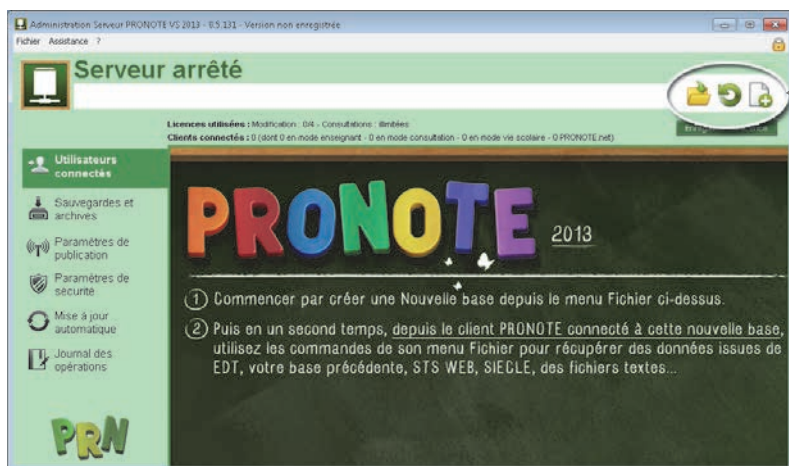 Administration Serveur PRONOTE VS 2013 - 0.5.131 - Version non enregistrée
Fichier Assistance ?
Serveur arrêté
Licences utilisées : Modification : 0/4 - Consultations : illimitées
Clients connectés : 0 (dont 0 en mode enseignant - 0 en mode consultation - 0 en mode vie scolaire - 0 PRONOTE.net)
Utilisateurs
connectés
Sauvegardes et
archives
Paramètres de
publication
Paramètres de
sécurité
Mise à jour
automatique
Journal des
opérations
PRN
PRONOTE
2013
1 Commencer par créer une Nouvelle base depuis le menu Fichier ci-dessus.
2 Puis en un second temps, depuis le client PRONOTE connecté à cette nouvelle base,
utilisez les commandes de son menu Fichier pour récupérer des données issues de
EDT, votre base précédente, STS WEB, SIECLE, des fichiers textes...